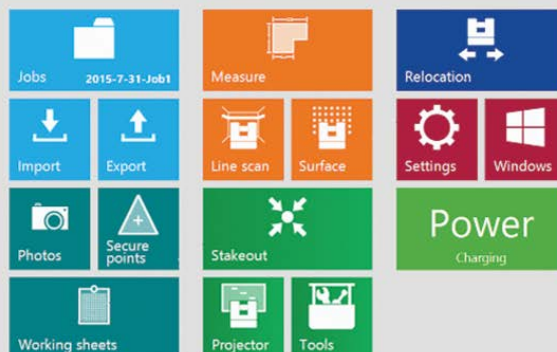 Jobs
2015-7-31-Job1
Measure
Relocation
Import
Export
Line scan
Surface
Settings
Windows
Photos
Secure
points
Stakeout
Power
Charging
Working sheets
Projector
Tools